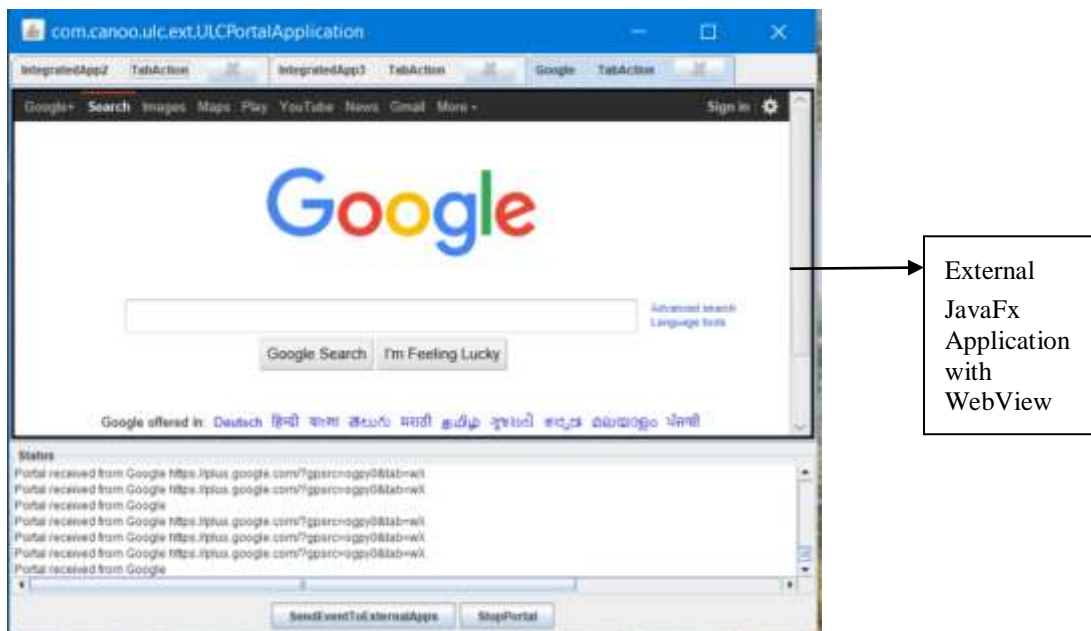 com.canoo.ulc.ext.ULCPortalApplication
IntegratedApp2 TabAction IntegratedApp3 TabAction Google TabAction
Google+ Search Images Maps Play YouTube News Gmail More Sign in
Google
Advanced search
Language tools
Google Search I'm Feeling Lucky
Google offered in: Deutsch हिन्दी বাংলা తెలుగు मराठी தமிழ் ગુજરાતી ಕನ್ನಡ മലയാളം ਪੰਜਾਬੀ
Status
Portal received from Google https://plus.google.com/?gpsrc=ogpy0&tab=wX
Portal received from Google https://plus.google.com/?gpsrc=ogpy0&tab=wX
Portal received from Google
Portal received from Google https://plus.google.com/?gpsrc=ogpy0&tab=wX
Portal received from Google https://plus.google.com/?gpsrc=ogpy0&tab=wX
Portal received from Google https://plus.google.com/?gpsrc=ogpy0&tab=wX
Portal received from Google
SendEventToExternalApps StopPortal
External
JavaFx
Application
with
WebView